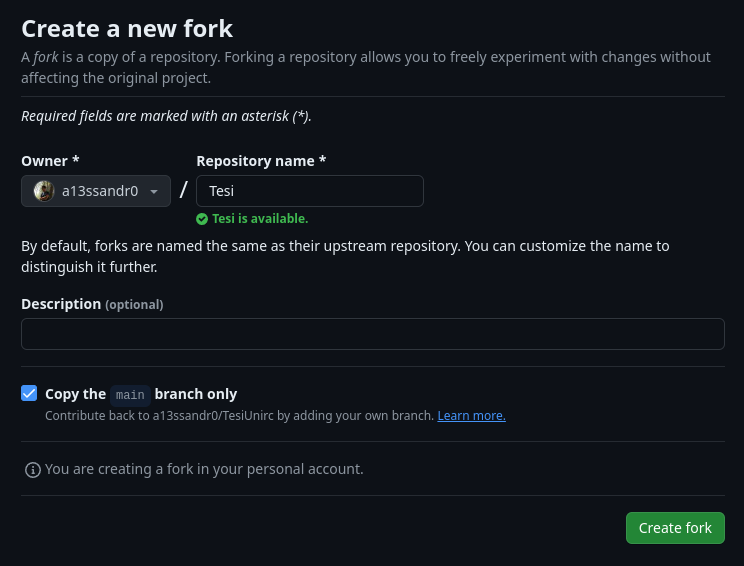 Create a new fork
A fork is a copy of a repository. Forking a repository allows you to freely experiment with changes without
affecting the original project.
Required fields are marked with an asterisk (*).
Owner *
Repository name *
a13ssandr0
/
Tesi
Tesi is available.
By default, forks are named the same as their upstream repository. You can customize the name to
distinguish it further.
Description (optional)
Copy the main branch only
Contribute back to a13ssandr0/TesiUnirc by adding your own branch. Learn more.
You are creating a fork in your personal account.
Create fork